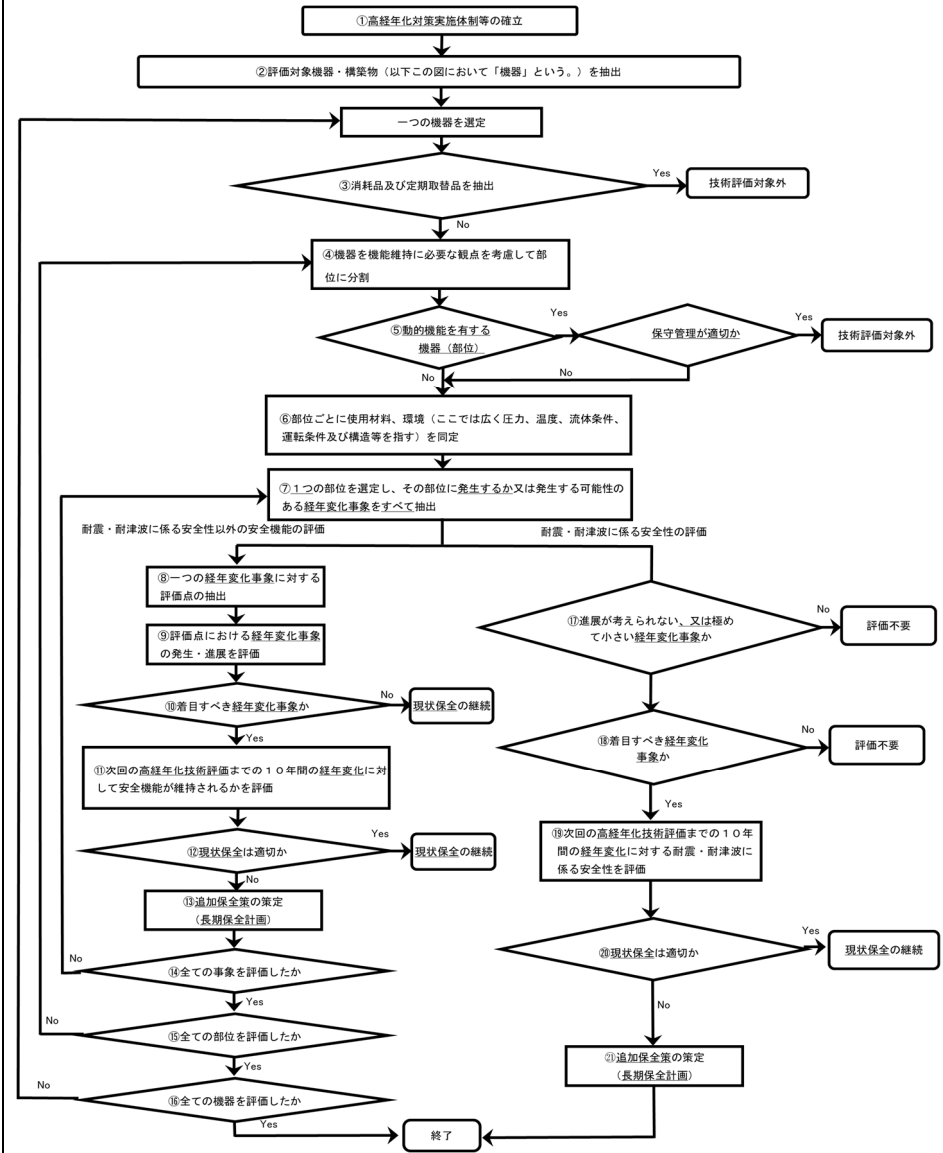 ①高経年化対策実施体制等の確立
②評価対象機器・構築物（以下この図において「機器」という。）を抽出
一つの機器を選定
③消耗品及び定期取替品を抽出
Yes
技術評価対象外
No
④機器を機能維持に必要な観点を考慮して部
位に分割
⑤動的機能を有する
機器（部位）
Yes
保守管理が適切か
Yes
技術評価対象外
No
No
⑥部位ごとに使用材料、環境（ここでは広く圧力、温度、流体条件、
運転条件及び構造等を指す）を同定
⑦１つの部位を選定し、その部位に発生するか又は発生する可能性の
ある経年変化事象をすべて抽出
耐震・耐津波に係る安全性以外の安全機能の評価
耐震・耐津波に係る安全性の評価
⑧一つの経年変化事象に対する
評価点の抽出
⑨評価点における経年変化事象
の発生・進展を評価
⑩着目すべき経年変化事象か
No
現状保全の継続
Yes
⑪次回の高経年化技術評価までの１０年間の経年変化に対
して安全機能が維持されるかを評価
⑫現状保全は適切か
Yes
現状保全の継続
No
⑬追加保全策の策定
（長期保全計画）
⑭全ての事象を評価したか
No
Yes
⑮全ての部位を評価したか
No
Yes
⑯全ての機器を評価したか
No
Yes
⑰進展が考えられない、又は極め
て小さい経年変化事象か
No
評価不要
⑱着目すべき経年変化
事象か
No
評価不要
Yes
⑲次回の高経年化技術評価までの１０年
間の経年変化に対する耐震・耐津波に
係る安全性を評価
⑳現状保全は適切か
Yes
現状保全の継続
No
㉑追加保全策の策定
（長期保全計画）
終了